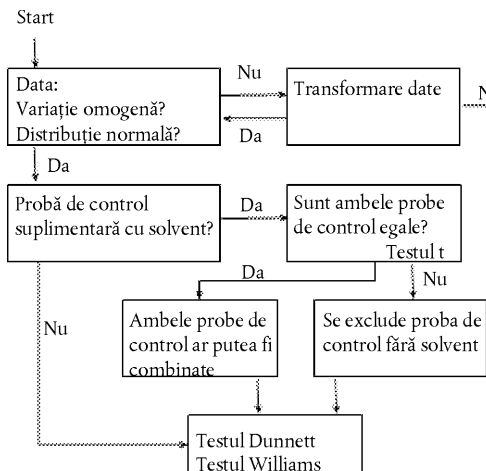 Start
Data:
Variație omogenă?
Distribuție normală?
Nu
Transformare date
Da
Da
Probă de control
suplimentară cu solvent?
Da
Sunt ambele probe
de control egale?
Testul t
Da
Nu
Nu
Ambele probe de
control ar putea fi
combinate
Se exclude proba de
control fără solvent
Testul Dunnett
Testul Williams